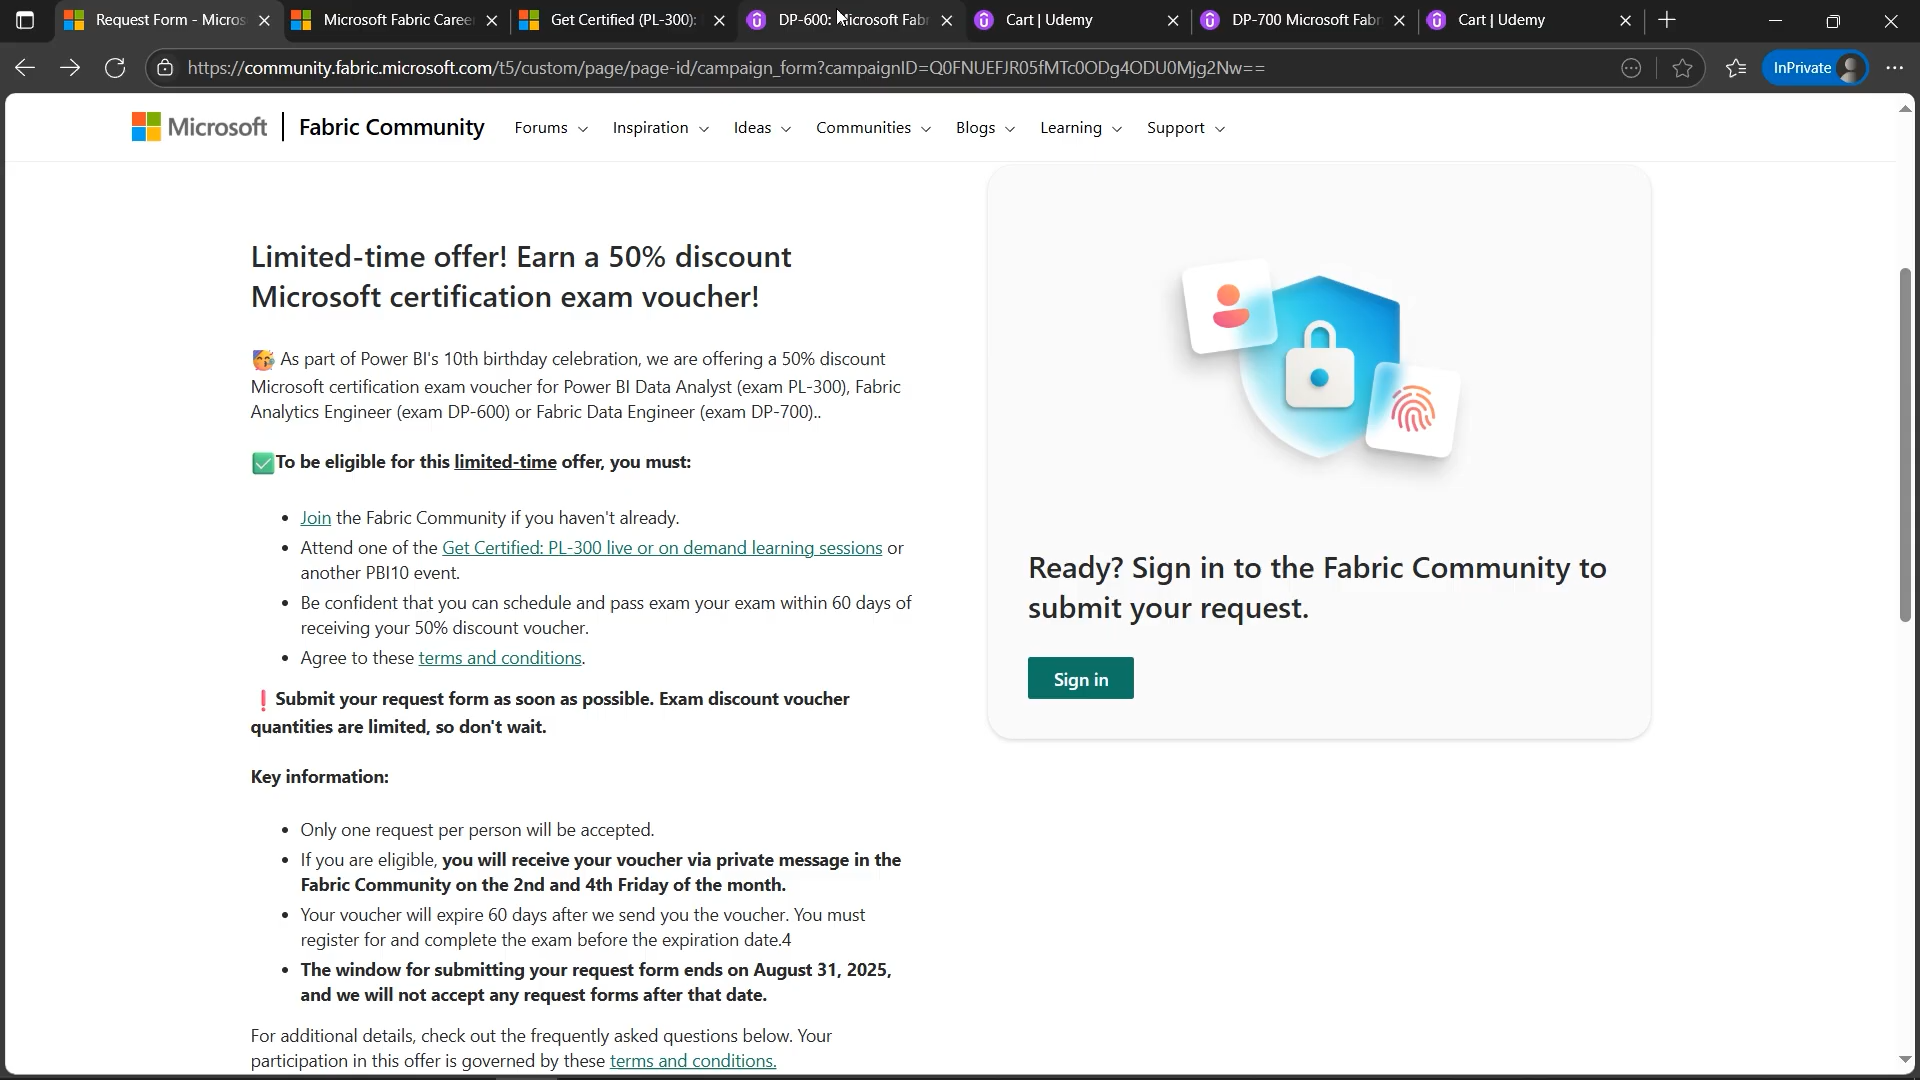 Request Form - Micros
Microsoft Fabric Career
Get Certified (PL-300):
DP-600: Microsoft Fabr
Cart | Udemy
DP-700 Microsoft Fabri
Cart | Udemy
https://community.fabric.microsoft.com/t5/custom/page/page-id/campaign_form?campaignID=Q0FNUEFJR05fMTc0ODg4ODU0Mjg2Nw==
InPrivate
Microsoft
Fabric Community
Forums
Inspiration
Ideas
Communities
Blogs
Learning
Support
Limited-time offer! Earn a 50% discount
Microsoft certification exam voucher!
🥳 As part of Power BI's 10th birthday celebration, we are offering a 50% discount
Microsoft certification exam voucher for Power BI Data Analyst (exam PL-300), Fabric
Analytics Engineer (exam DP-600) or Fabric Data Engineer (exam DP-700)..
✅To be eligible for this limited-time offer, you must:
• Join the Fabric Community if you haven't already.
• Attend one of the Get Certified: PL-300 live or on demand learning sessions or
another PBI10 event.
• Be confident that you can schedule and pass exam your exam within 60 days of
receiving your 50% discount voucher.
• Agree to these terms and conditions.
❗Submit your request form as soon as possible. Exam discount voucher
quantities are limited, so don't wait.
Key information:
• Only one request per person will be accepted.
• If you are eligible, you will receive your voucher via private message in the
Fabric Community on the 2nd and 4th Friday of the month.
• Your voucher will expire 60 days after we send you the voucher. You must
register for and complete the exam before the expiration date.4
• The window for submitting your request form ends on August 31, 2025,
and we will not accept any request forms after that date.
For additional details, check out the frequently asked questions below. Your
participation in this offer is governed by these terms and conditions.
Ready? Sign in to the Fabric Community to
submit your request.
Sign in